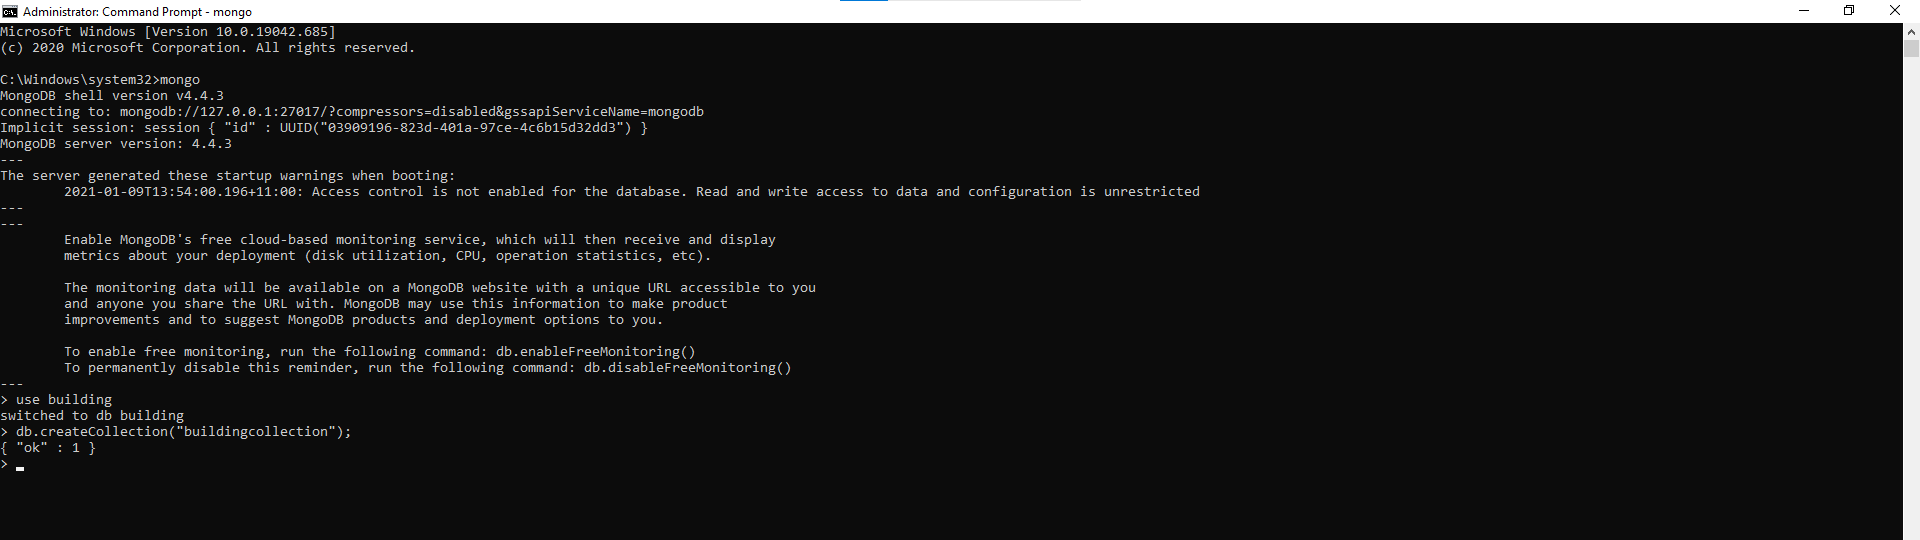 Administrator: Command Prompt - mongo
Microsoft Windows [Version 10.0.19042.685]
(c) 2020 Microsoft Corporation. All rights reserved.
C:\Windows\system32>mongo
MongoDB shell version v4.4.3
connecting to: mongodb://127.0.0.1:27017/?compressors=disabled&gssapiServiceName=mongodb
Implicit session: session { "id" : UUID("03909196-823d-401a-97ce-4c6b15d32dd3") }
MongoDB server version: 4.4.3
---
The server generated these startup warnings when booting:
2021-01-09T13:54:00.196+11:00: Access control is not enabled for the database. Read and write access to data and configuration is unrestricted
---
---
Enable MongoDB's free cloud-based monitoring service, which will then receive and display
metrics about your deployment (disk utilization, CPU, operation statistics, etc).
The monitoring data will be available on a MongoDB website with a unique URL accessible to you
and anyone you share the URL with. MongoDB may use this information to make product
improvements and to suggest MongoDB products and deployment options to you.
To enable free monitoring, run the following command: db.enableFreeMonitoring()
To permanently disable this reminder, run the following command: db.disableFreeMonitoring()
---
> use building
switched to db building
> db.createCollection("buildingcollection");
{ "ok" : 1 }
>